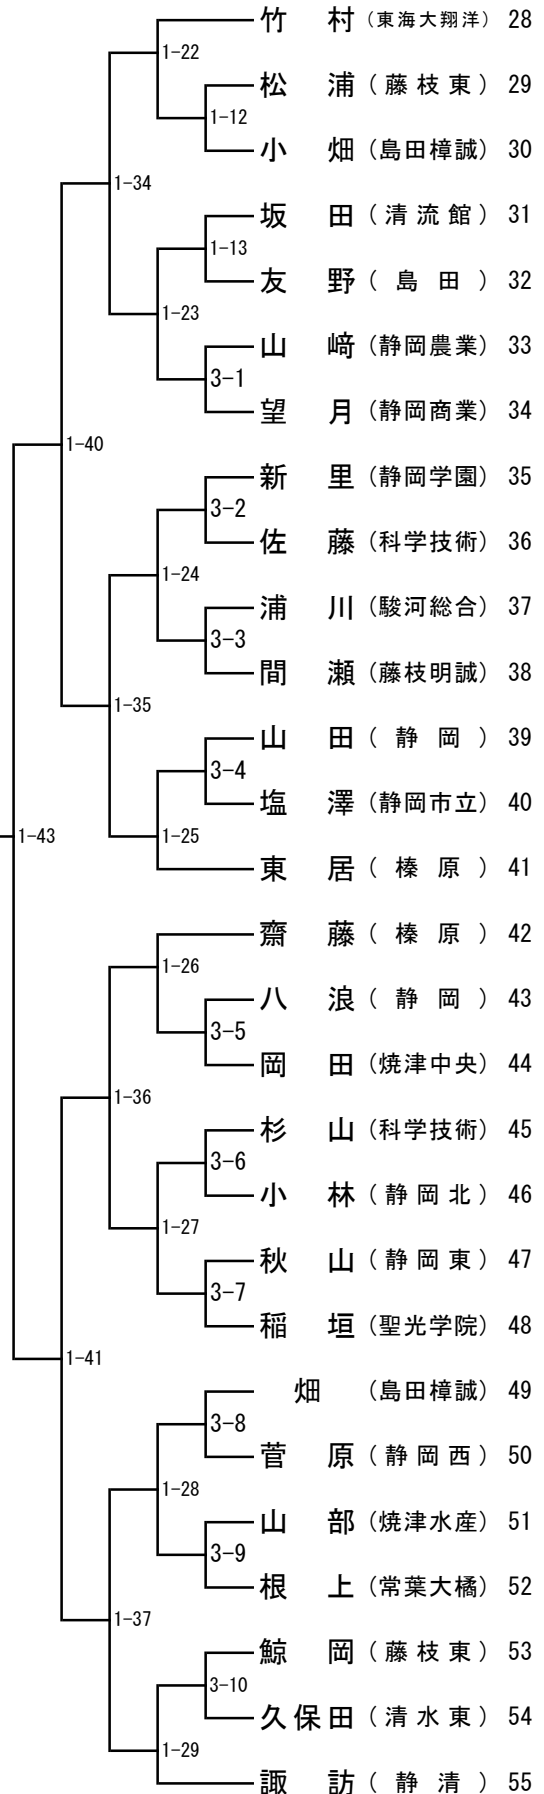 竹村（東海大翔洋）28
1-22
松浦（藤枝東）29
1-12
小畑（島田樟誠）30
1-34
坂田（清流館）31
1-13
友野（島田）32
1-23
山﨑（静岡農業）33
3-1
望月（静岡商業）34
1-40
新里（静岡学園）35
3-2
佐藤（科学技術）36
1-24
浦川（駿河総合）37
3-3
間瀬（藤枝明誠）38
1-35
山田（静岡）39
3-4
塩澤（静岡市立）40
1-43
1-25
東居（榛原）41
齋藤（榛原）42
1-26
八浪（静岡）43
3-5
岡田（焼津中央）44
1-36
杉山（科学技術）45
3-6
小林（静岡北）46
1-27
秋山（静岡東）47
3-7
稲垣（聖光学院）48
1-41
畑（島田樟誠）49
3-8
菅原（静岡西）50
1-28
山部（焼津水産）51
3-9
根上（常葉大橘）52
1-37
鯨岡（藤枝東）53
3-10
久保田（清水東）54
1-29
諏訪（静清）55